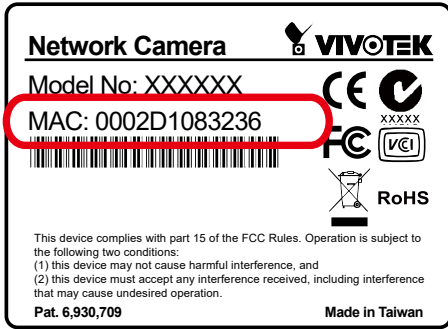 Network Camera
VIVOTEK
Model No: XXXXXX
MAC: 0002D1083236
CE
XXXXX
FC
VCI
RoHS
This device complies with part 15 of the FCC Rules. Operation is subject to
the following two conditions:
(1) this device may not cause harmful interference, and
(2) this device must accept any interference received, including interference
that may cause undesired operation.
Pat. 6,930,709
Made in Taiwan